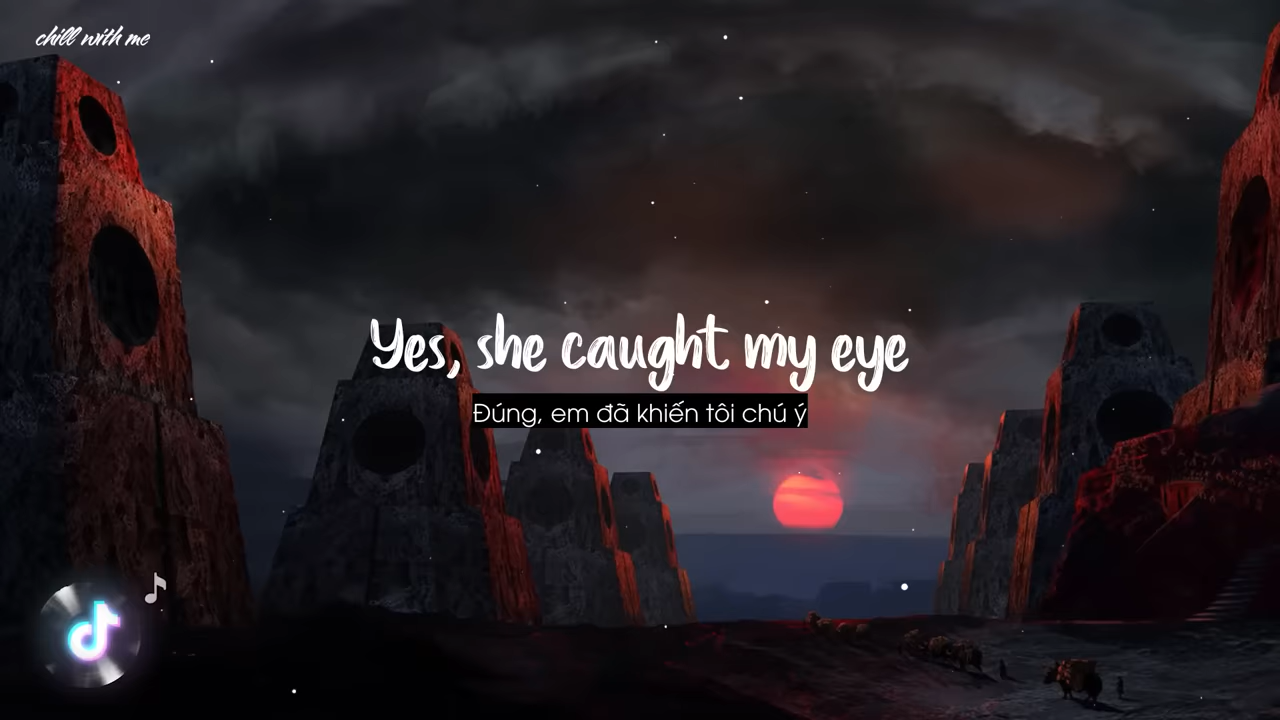 chill with me
Yes, she caught my eye
Đúng, em đã khiến tôi chú ý